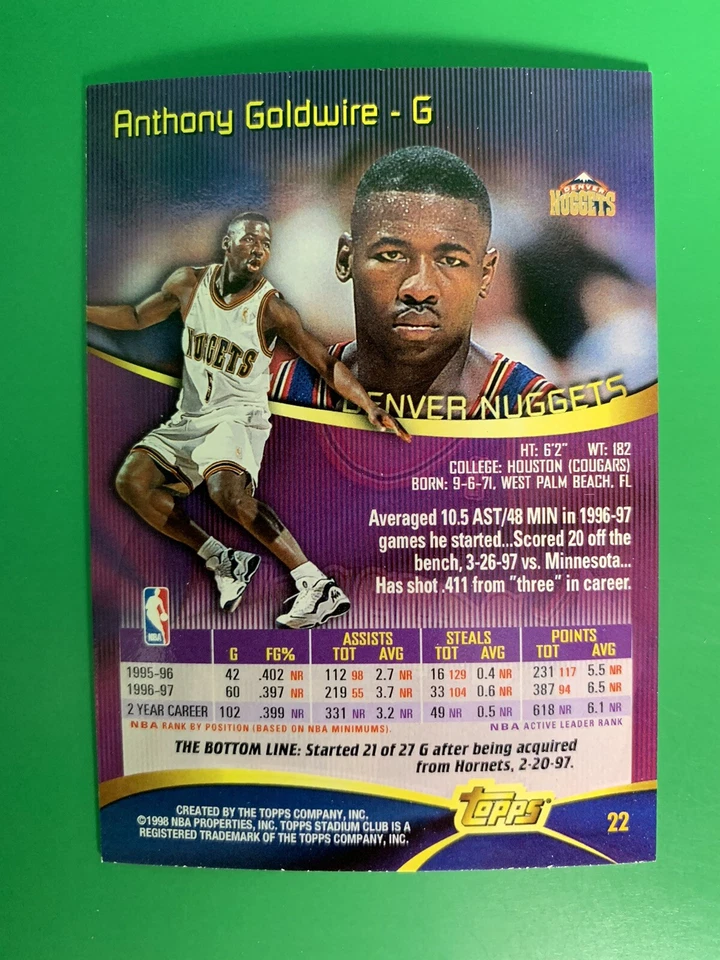 Anthony Goldwire - G
DENVER
NUGGETS
NUGGETS
DENVER NUGGETS
HT: 6'2" WT: 182
COLLEGE: HOUSTON (COUGARS)
BORN: 9-6-71, WEST PALM BEACH, FL
Averaged 10.5 AST/48 MIN in 1996-97
games he started...Scored 20 off the
bench, 3-26-97 vs. Minnesota...
Has shot .411 from "three" in career.
NBA
ASSISTS STEALS POINTS
G FG% TOT AVG TOT AVG TOT AVG
1995-96 42 .402 NR 112 98 2.7 NR 16 129 0.4 NR 231 117 5.5 NR
1996-97 60 .397 NR 219 55 3.7 NR 33 104 0.6 NR 387 94 6.5 NR
2 YEAR CAREER 102 .399 NR 331 NR 3.2 NR 49 NR 0.5 NR 618 NR 6.1 NR
NBA RANK BY POSITION (BASED ON NBA MINIMUMS). NBA ACTIVE LEADER RANK
THE BOTTOM LINE: Started 21 of 27 G after being acquired
from Hornets, 2-20-97.
CREATED BY THE TOPPS COMPANY, INC.
©1998 NBA PROPERTIES, INC. TOPPS STADIUM CLUB IS A
REGISTERED TRADEMARK OF THE TOPPS COMPANY, INC.
topps
22